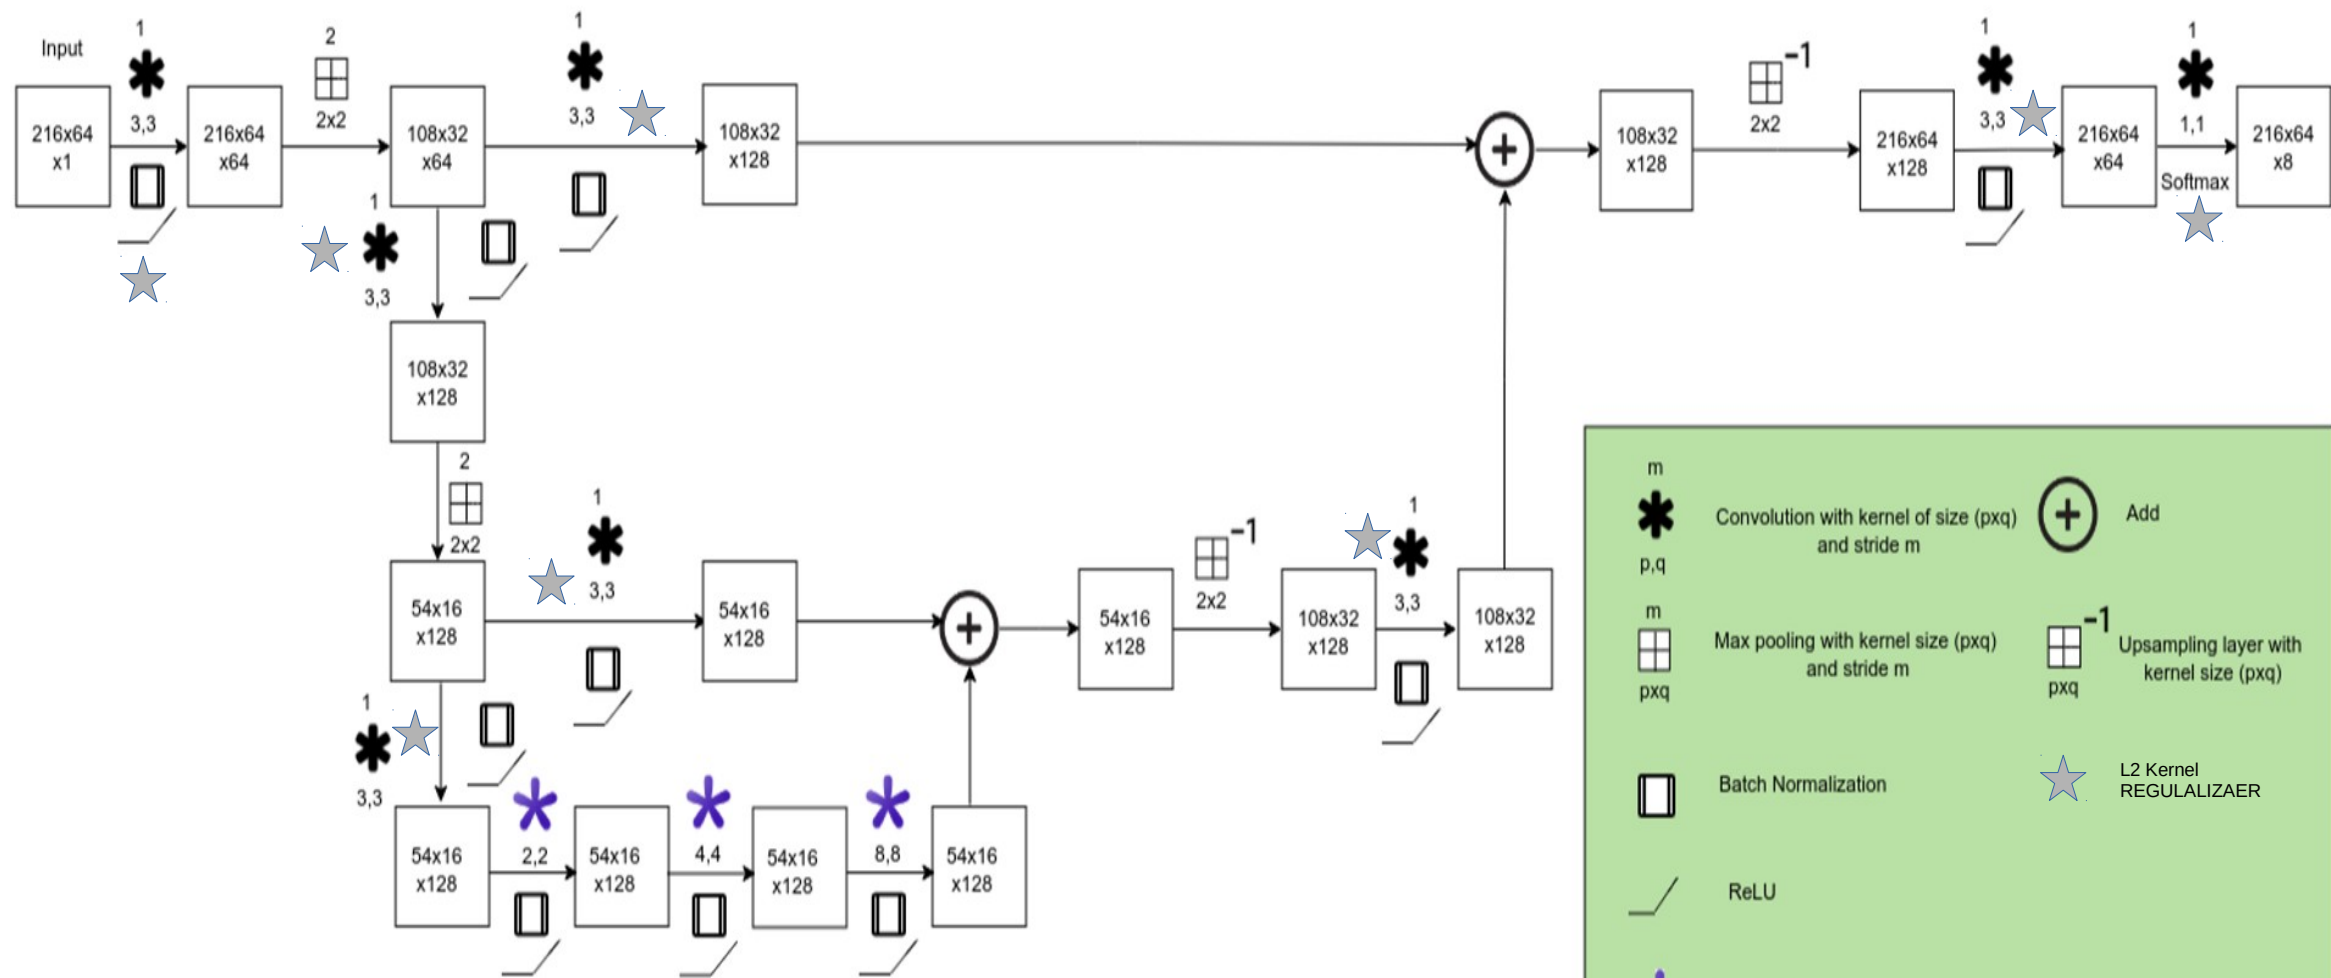 Input
1
3,3
2
2x2
1
3,3
-1
2x2
1
3,3
1
1,1
Softmax
216x64
x1
216x64
x64
108x32
x64
108x32
x128
108x32
x128
216x64
x128
216x64
x64
216x64
x8
1
3,3
108x32
x128
2
2x2
1
3,3
-1
2x2
1
3,3
54x16
x128
54x16
x128
54x16
x128
108x32
x128
108x32
x128
1
3,3
2,2
4,4
8,8
54x16
x128
54x16
x128
54x16
x128
54x16
x128
m
Convolution with kernel of size (pxq)
and stride m
p,q
Add
m
Max pooling with kernel size (pxq)
and stride m
pxq
-1
Upsampling layer with
kernel size (pxq)
pxq
Batch Normalization
L2 Kernel
REGULALIZAER
ReLU